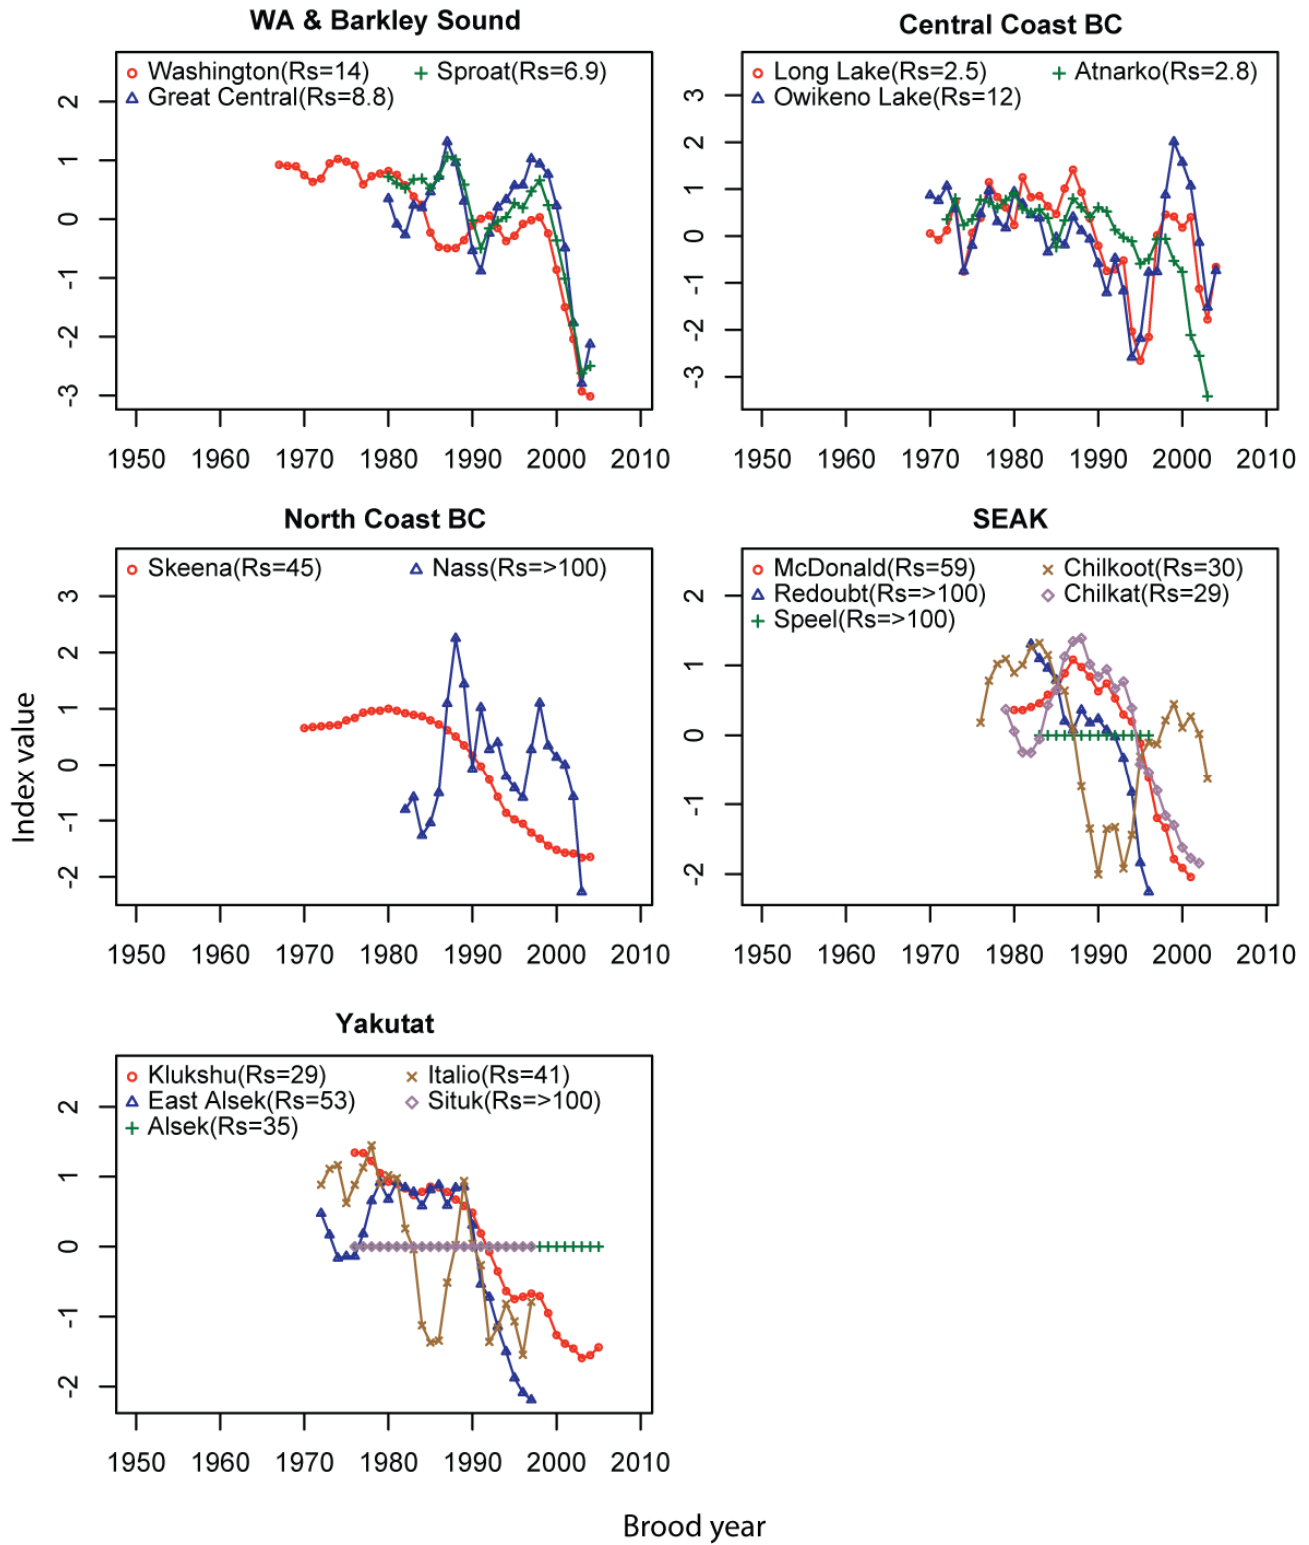 WA & Barkley Sound
Washington(Rs=14) Sproat(Rs=6.9)
Great Central(Rs=8.8)
2
1
0
-1
-2
-3
1950 1960 1970 1980 1990 2000 2010
Central Coast BC
Long Lake(Rs=2.5) Atnarko(Rs=2.8)
Owikeno Lake(Rs=12)
3
2
1
0
-1
-2
-3
1950 1960 1970 1980 1990 2000 2010
North Coast BC
Skeena(Rs=45) Nass(Rs=>100)
3
2
1
0
-1
-2
1950 1960 1970 1980 1990 2000 2010
SEAK
McDonald(Rs=59) Chilkoot(Rs=30)
Redoubt(Rs=>100) Chilkat(Rs=29)
Speel(Rs=>100)
2
1
0
-1
-2
1950 1960 1970 1980 1990 2000 2010
Yakutat
Klukshu(Rs=29) Italio(Rs=41)
East Alsek(Rs=53) Situk(Rs=>100)
Alsek(Rs=35)
2
1
0
-1
-2
1950 1960 1970 1980 1990 2000 2010
Index value
Brood year